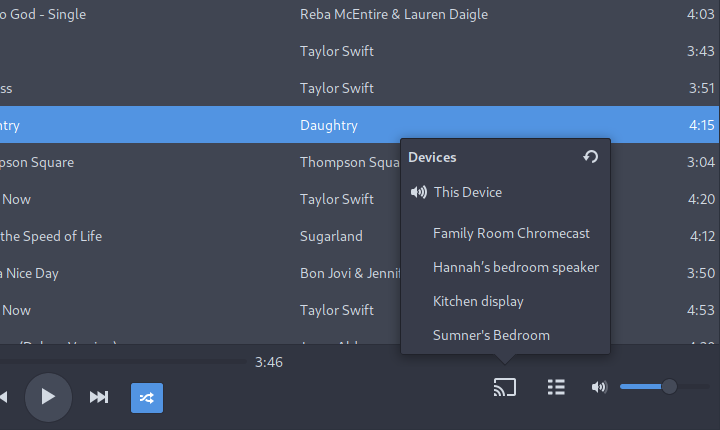 o God - Single Reba McEntire & Lauren Daigle 4:03
Taylor Swift 3:43
ss Taylor Swift 3:51
ntry Daughtry 4:15
Devices
This Device
Family Room Chromecast
Hannah’s bedroom speaker
Kitchen display
Sumner's Bedroom
pson Square Thompson Squa 3:04
Now Taylor Swift 4:20
the Speed of Life Sugarland 4:12
a Nice Day Bon Jovi & Jennif 3:50
Now Taylor Swift 4:53
3:46